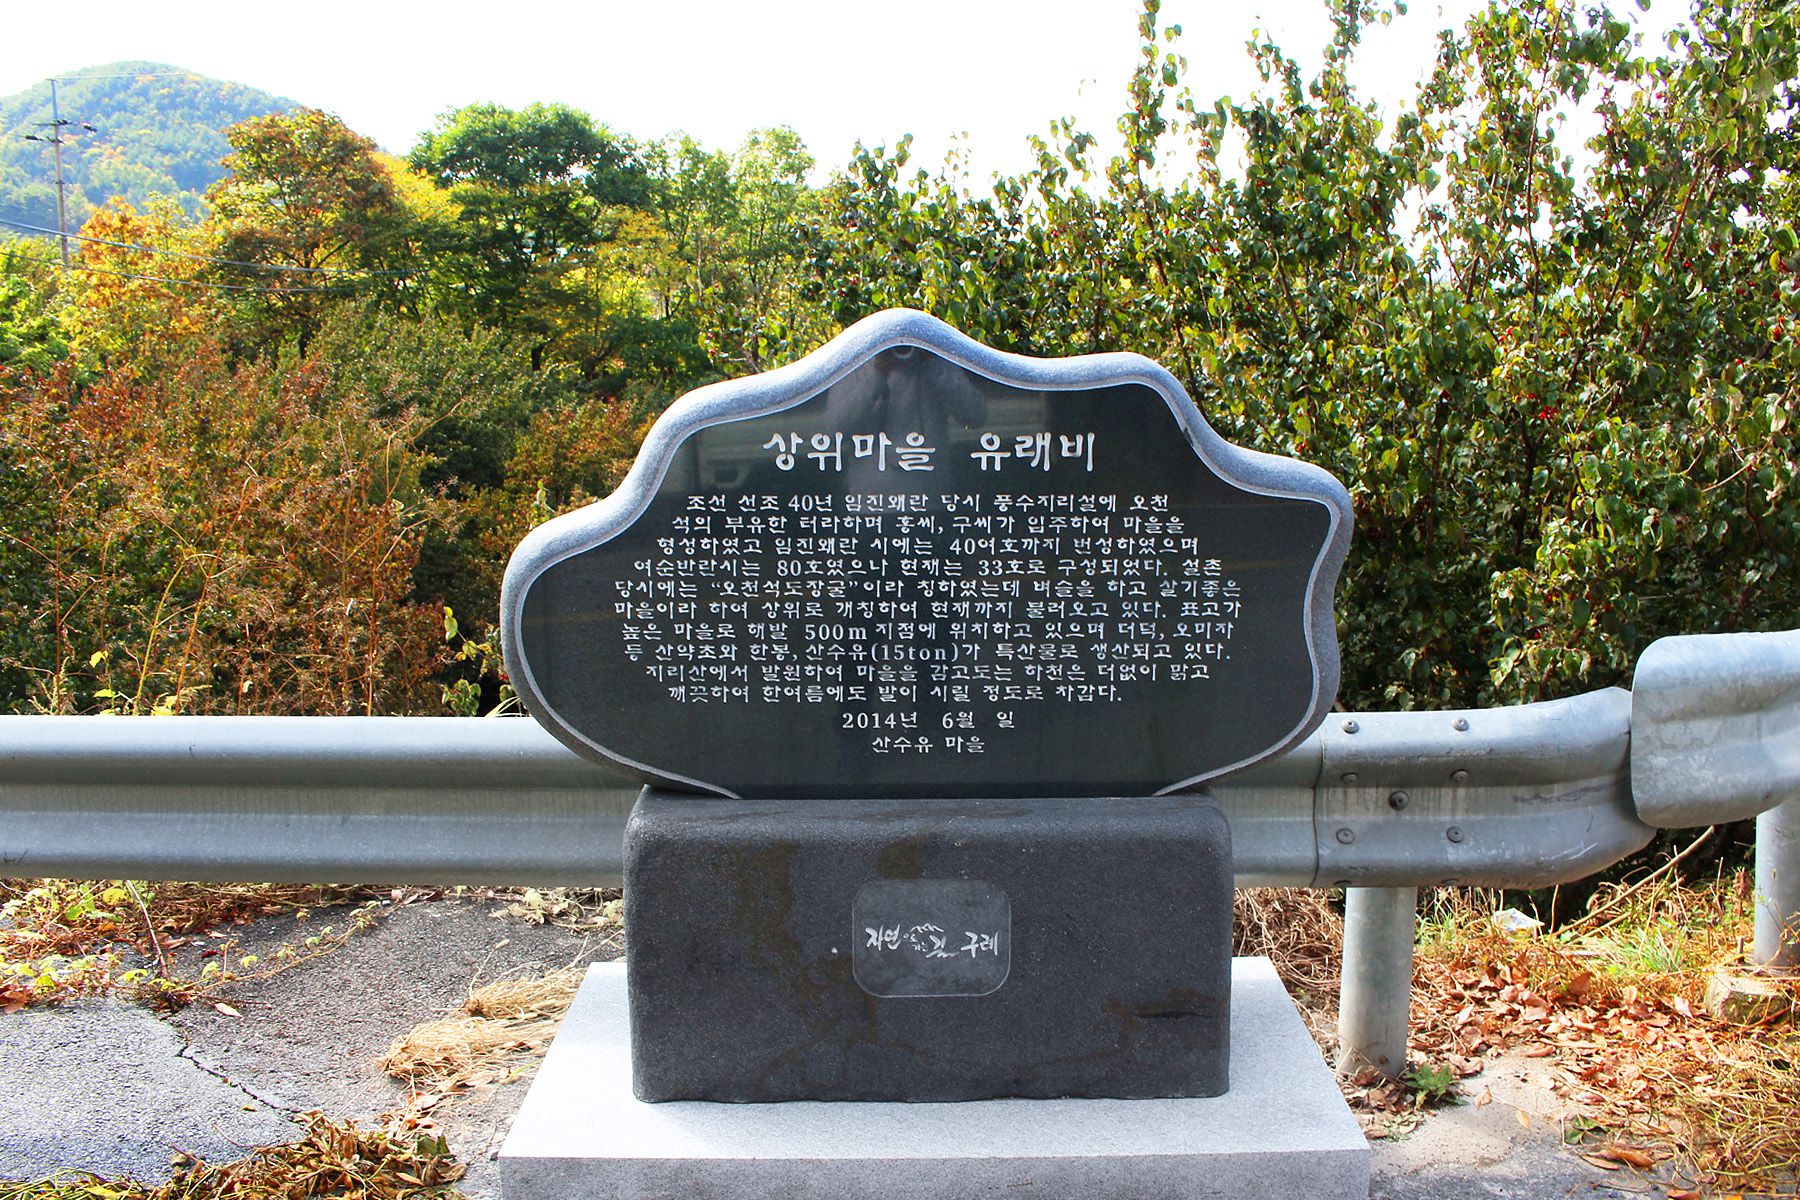 상위마을 유래비
조선 선조 40년 임진왜란 당시 풍수지리설에 오천
석의 부유한 터라하며 홍씨, 구씨가 입주하여 마을을
형성하였고 임진왜란 시에는 40여호까지 번성하였으며
여순반란시는 80호였으나 현재는 33호로 구성되었다. 설촌
당시에는 "오천석도장굴"이라 칭하였는데 벼슬을 하고 살기좋은
마을이라 하여 상위로 개칭하여 현재까지 불러오고 있다. 표고가
높은 마을로 해발 500m 지점에 위치하고 있으며 더덕, 오미자
등 산약초와 한봉, 산수유(15ton)가 특산물로 생산되고 있다.
지리산에서 발원하여 마을을 감고도는 하천은 더없이 맑고
깨끗하여 한여름에도 발이 시릴 정도로 차갑다.
2014년 6월 일
산수유 마을
자연으로 가는 길 구례